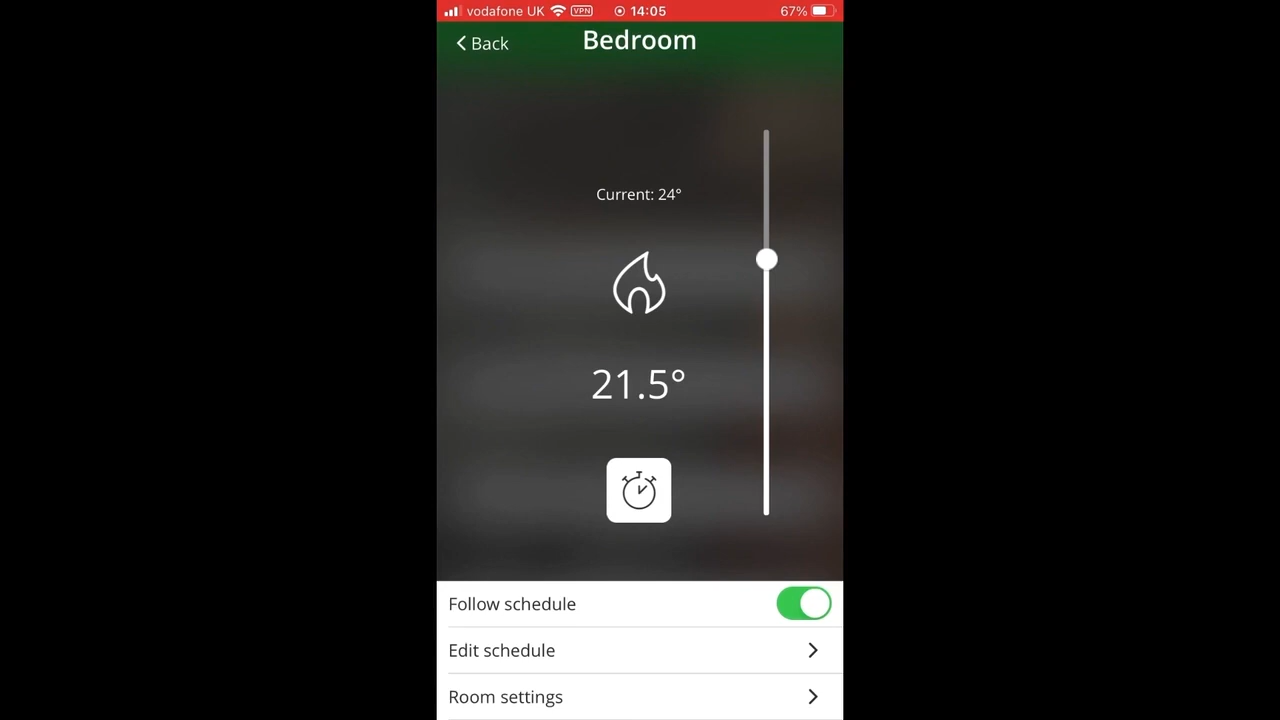 vodafone UK VPN 14:05 67%
Back Bedroom
Current: 24°
21.5°
Follow schedule
Edit schedule
Room settings